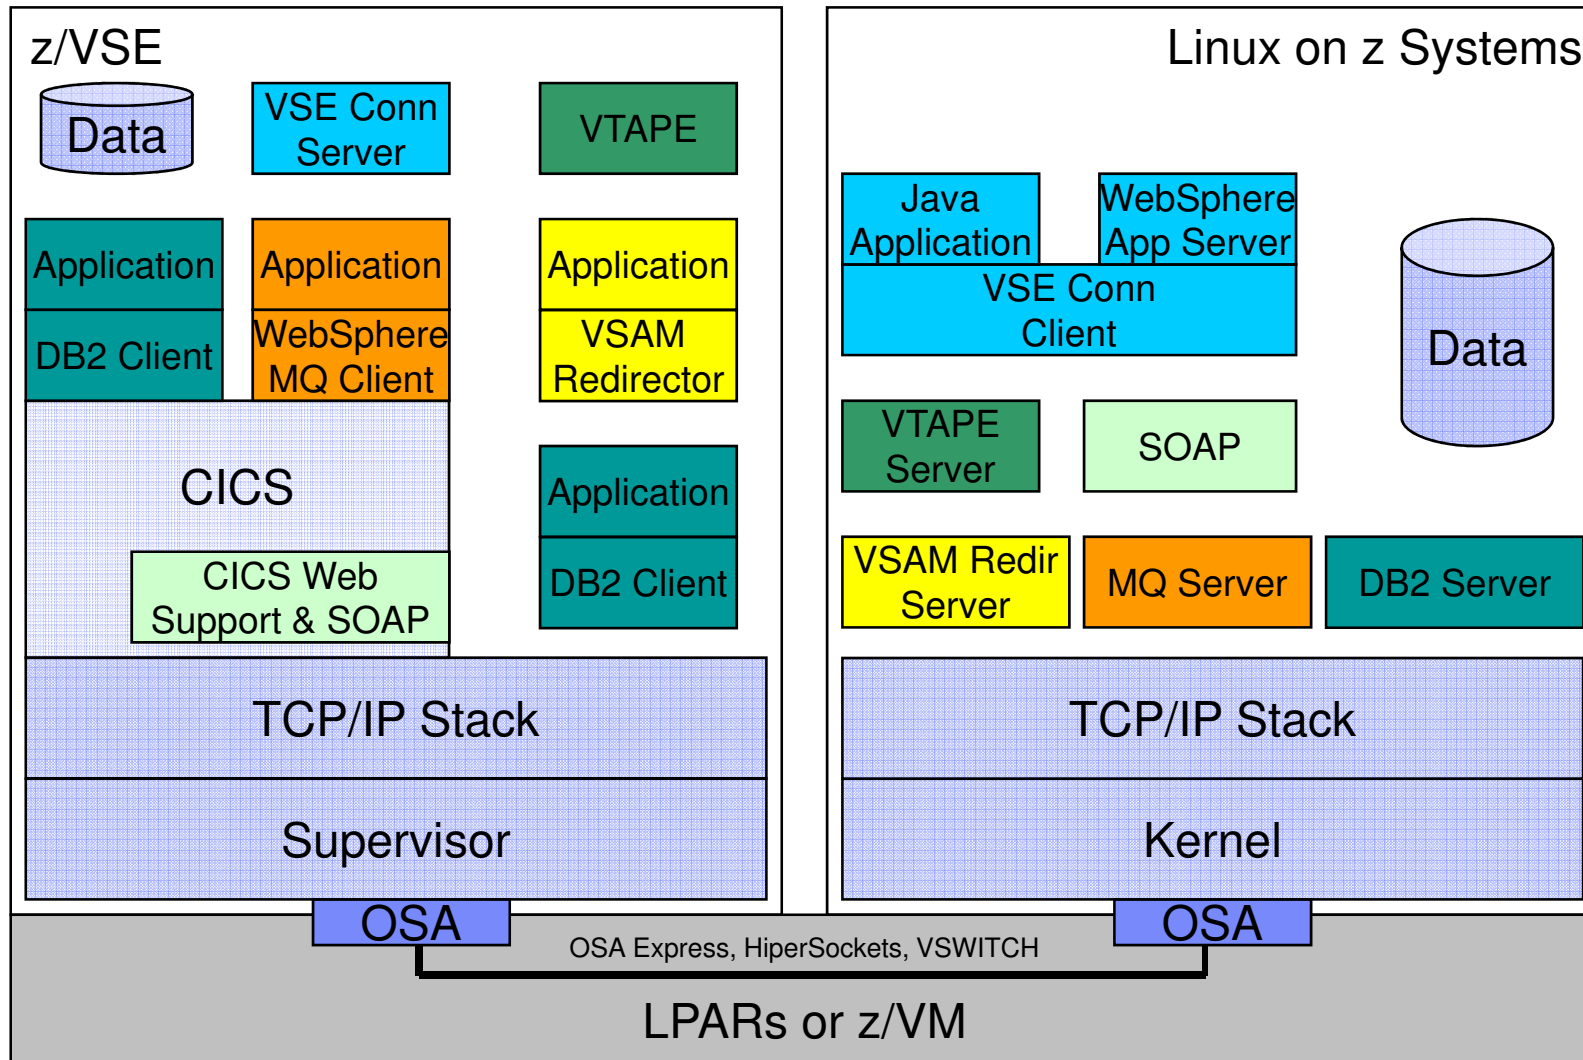 z/VSE
Data
VSE Conn
Server
VTAPE
Application
DB2 Client
Application
WebSphere
MQ Client
Application
VSAM
Redirector
CICS
CICS Web
Support & SOAP
Application
DB2 Client
TCP/IP Stack
Supervisor
OSA
Linux on z Systems
Java
Application
WebSphere
App Server
VSE Conn
Client
Data
VTAPE
Server
SOAP
VSAM Redir
Server
MQ Server
DB2 Server
TCP/IP Stack
Kernel
OSA
OSA Express, HiperSockets, VSWITCH
LPARs or z/VM